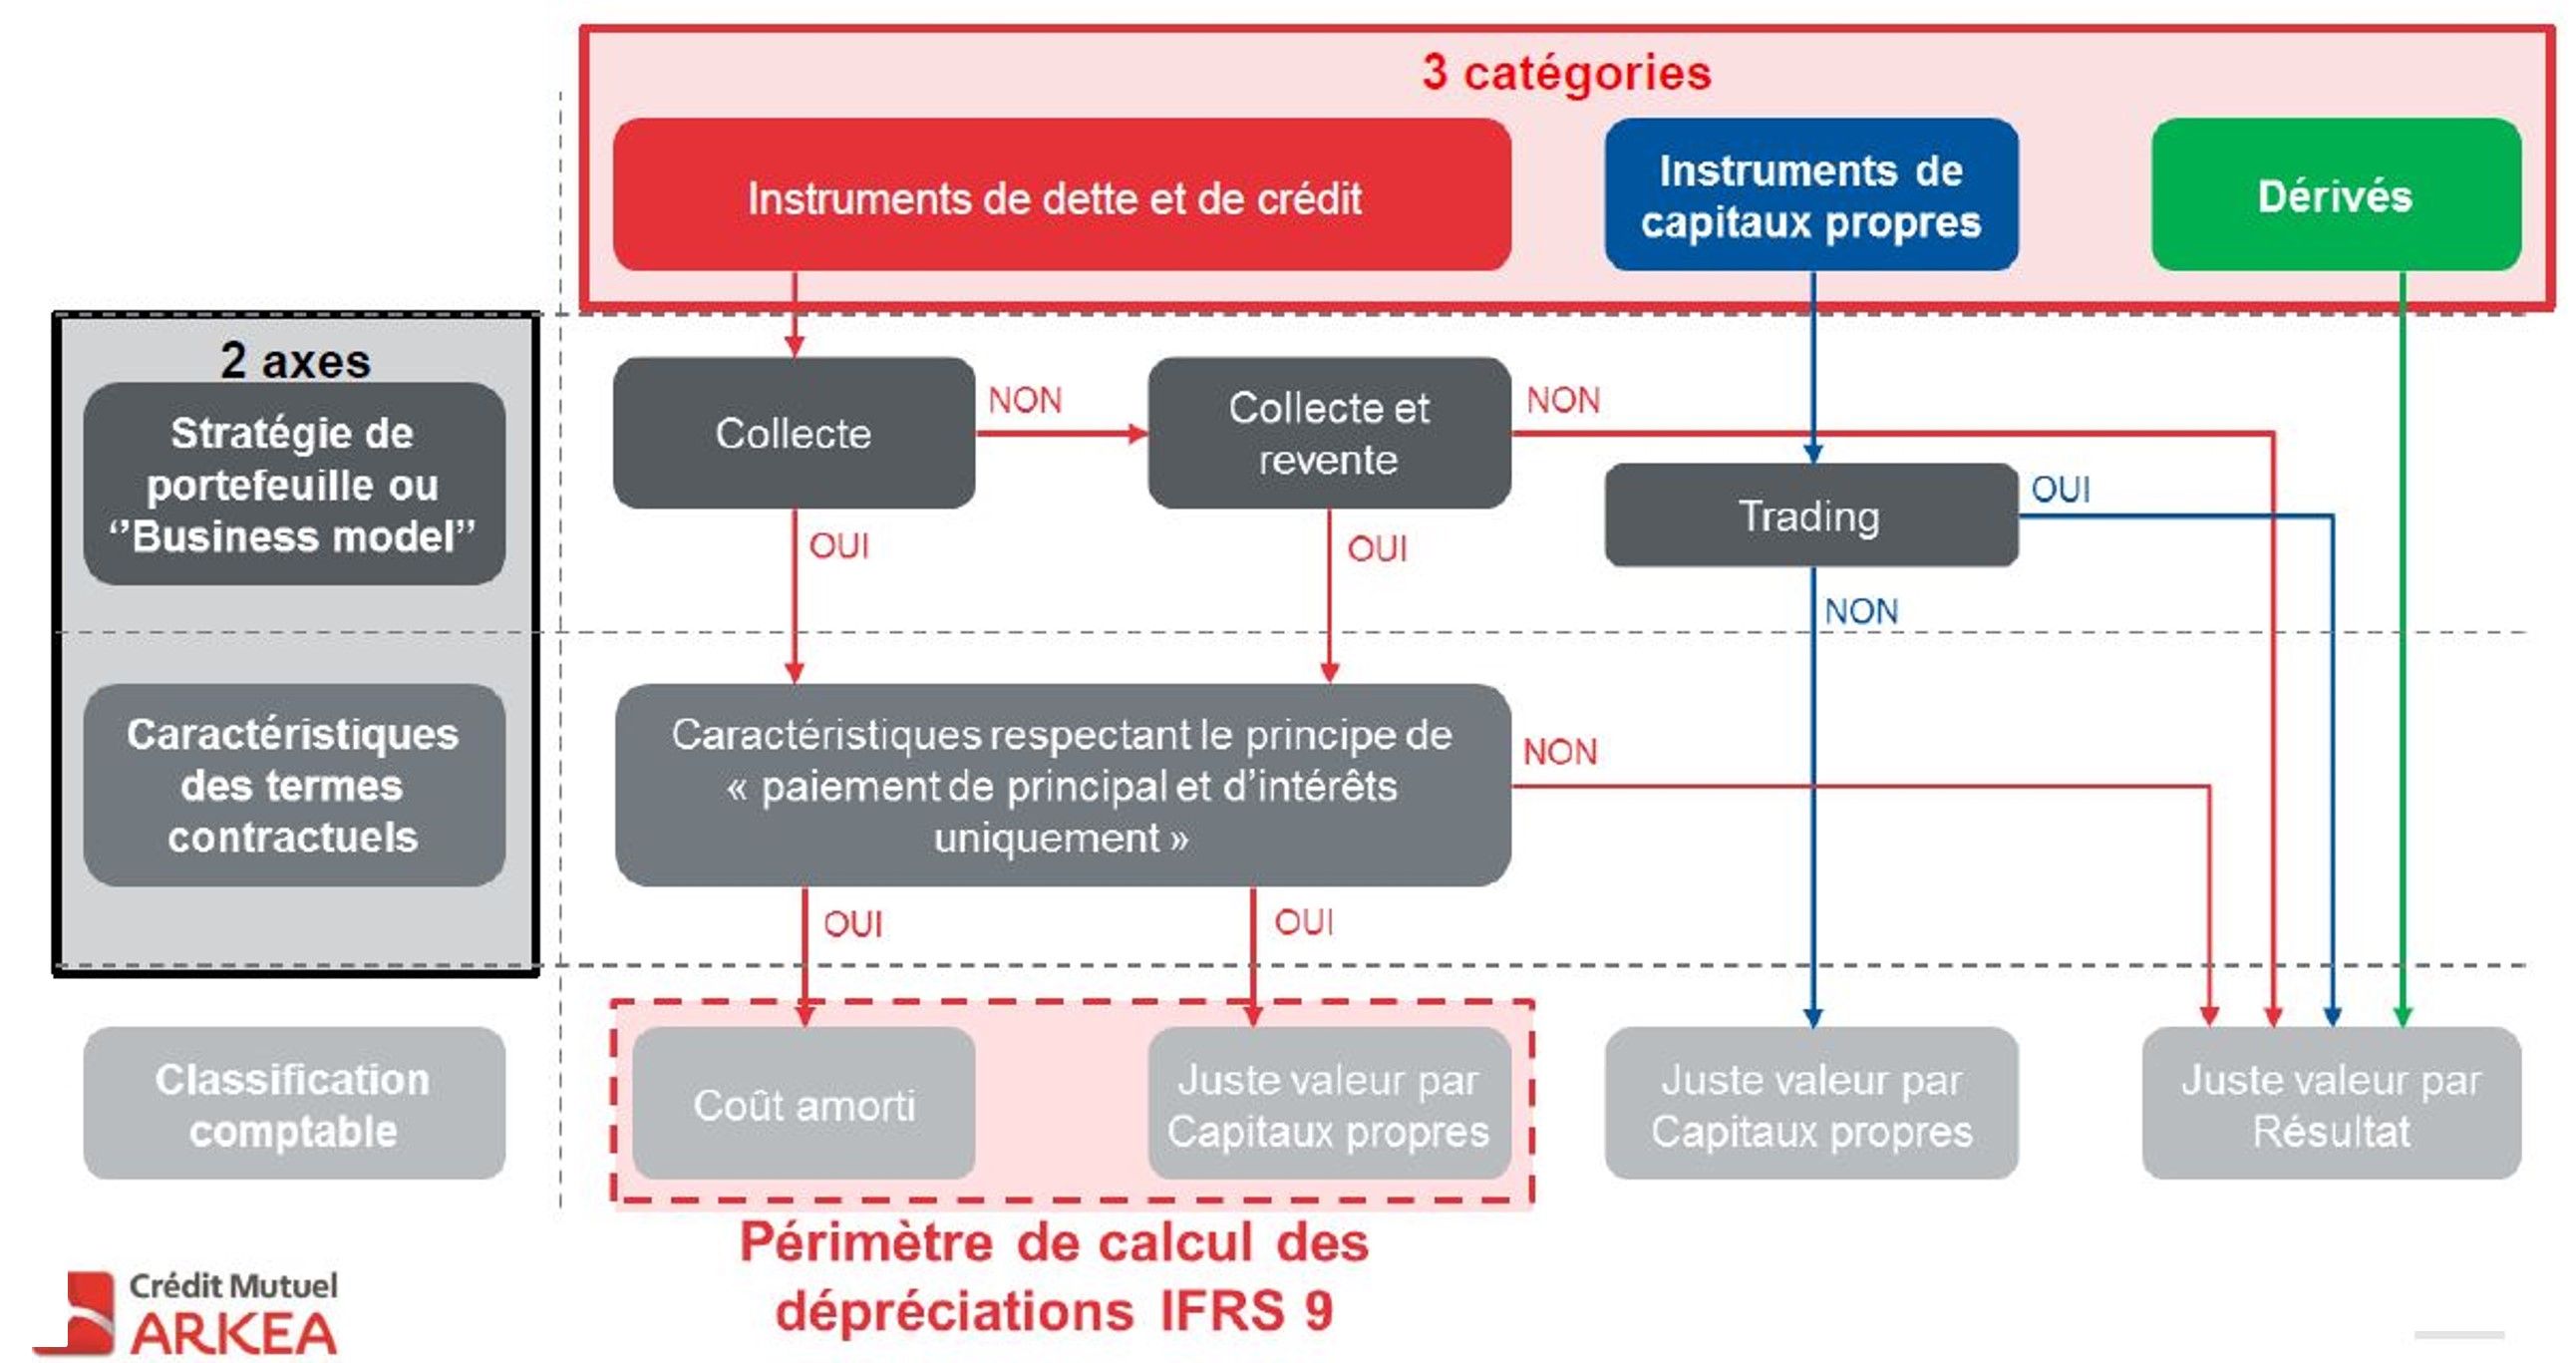 3 catégories
Instruments de dette et de crédit
Instruments de
capitaux propres
Dérivés
2 axes
Stratégie de
portefeuille ou
‘’Business model’’
Collecte
NON
Collecte et
revente
NON
Trading
OUI
OUI
OUI
NON
Caractéristiques
des termes
contractuels
Caractéristiques respectant le principe de
« paiement de principal et d’intérêts
uniquement »
NON
OUI
OUI
Classification
comptable
Coût amorti
Juste valeur par
Capitaux propres
Juste valeur par
Capitaux propres
Juste valeur par
Résultat
Périmètre de calcul des
dépréciations IFRS 9
Crédit Mutuel
ARKEA